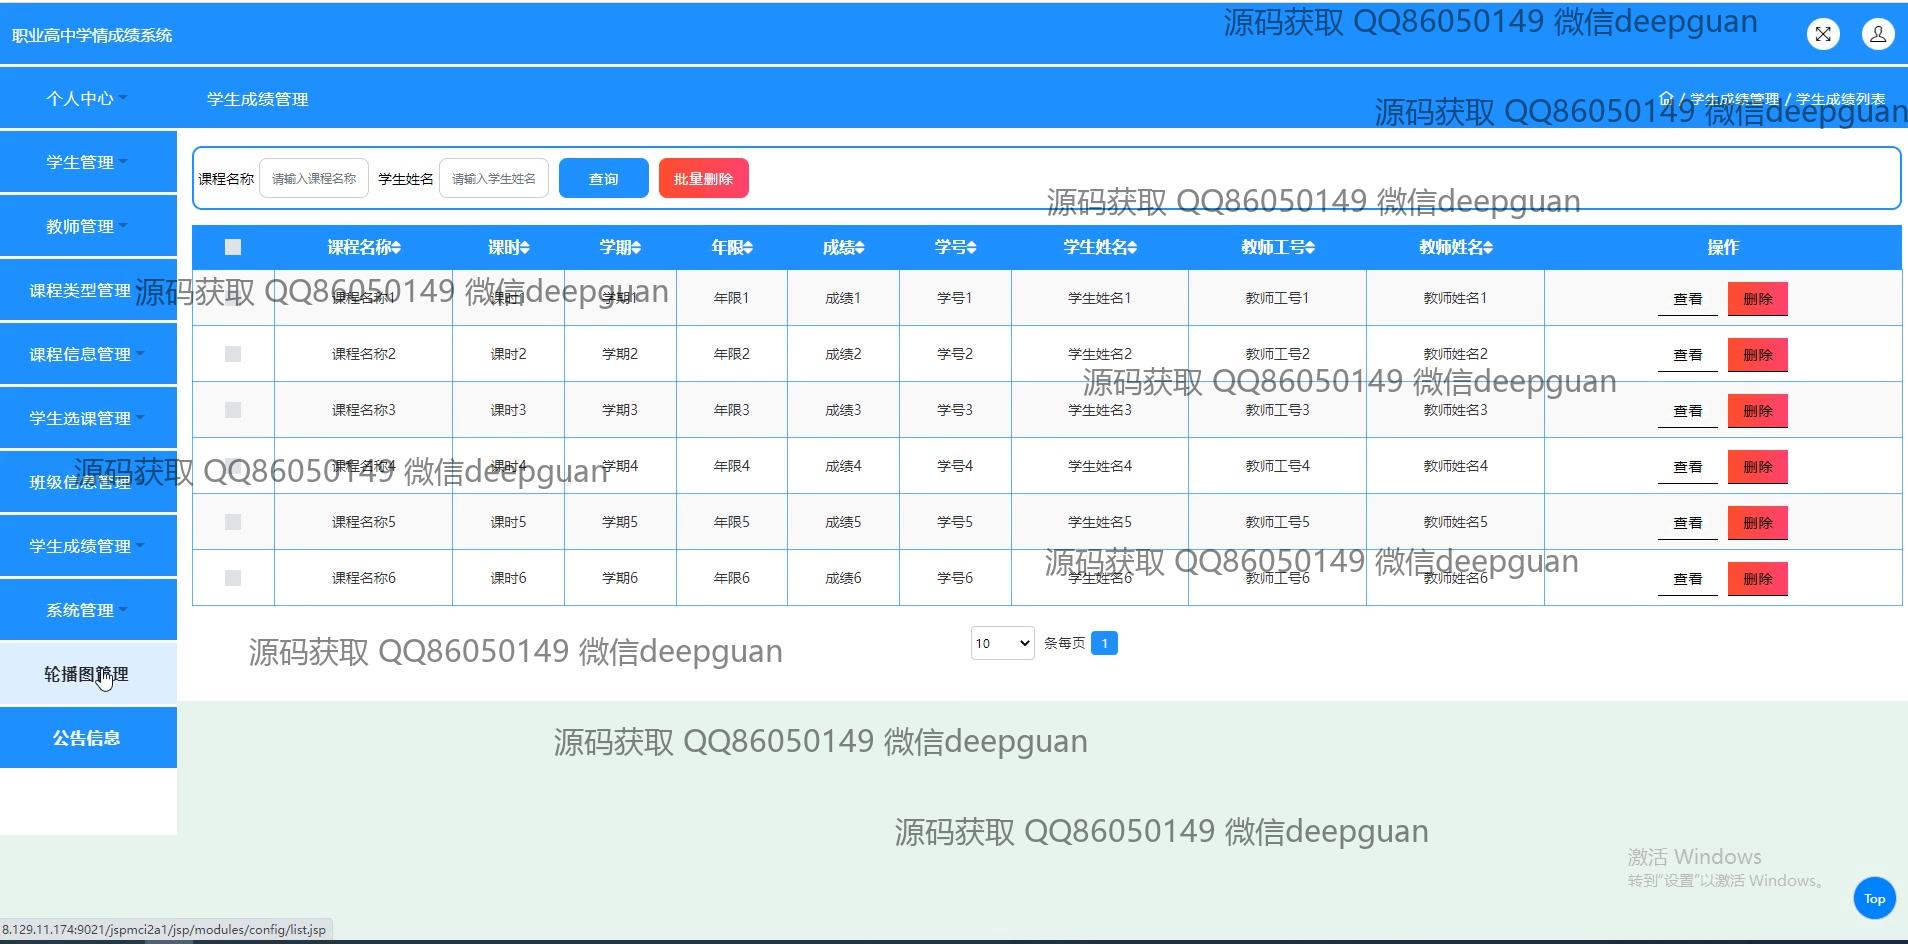 职业高中学情成绩系统
源码获取 QQ86050149 微信deepguan
个人中心
学生成绩管理
/ 学生成绩管理 / 学生成绩列表
源码获取 QQ86050149 微信deepguan
学生管理
课程名称 请输入课程名称 学生姓名 请输入学生姓名 查询 批量删除
源码获取 QQ86050149 微信deepguan
教师管理
课程名称 课时 学期 年限 成绩 学号 学生姓名 教师工号 教师姓名 操作
课程类型管理
源码获取 QQ86050149 微信deepguan
课程名称1 课时1 学期1 年限1 成绩1 学号1 学生姓名1 教师工号1 教师姓名1 查看 删除
课程信息管理
课程名称2 课时2 学期2 年限2 成绩2 学号2 学生姓名2 教师工号2 教师姓名2 查看 删除
源码获取 QQ86050149 微信deepguan
学生选课管理
课程名称3 课时3 学期3 年限3 成绩3 学号3 学生姓名3 教师工号3 教师姓名3 查看 删除
班级信息管理
源码获取 QQ86050149 微信deepguan
课程名称4 课时4 学期4 年限4 成绩4 学号4 学生姓名4 教师工号4 教师姓名4 查看 删除
学生成绩管理
课程名称5 课时5 学期5 年限5 成绩5 学号5 学生姓名5 教师工号5 教师姓名5 查看 删除
源码获取 QQ86050149 微信deepguan
课程名称6 课时6 学期6 年限6 成绩6 学号6 学生姓名6 教师工号6 教师姓名6 查看 删除
系统管理
10 条每页 1
源码获取 QQ86050149 微信deepguan
轮播图管理
公告信息
源码获取 QQ86050149 微信deepguan
源码获取 QQ86050149 微信deepguan
激活 Windows
转到"设置"以激活 Windows。
Top
8.129.11.174:9021/jspmci2a1/jsp/modules/config/list.jsp